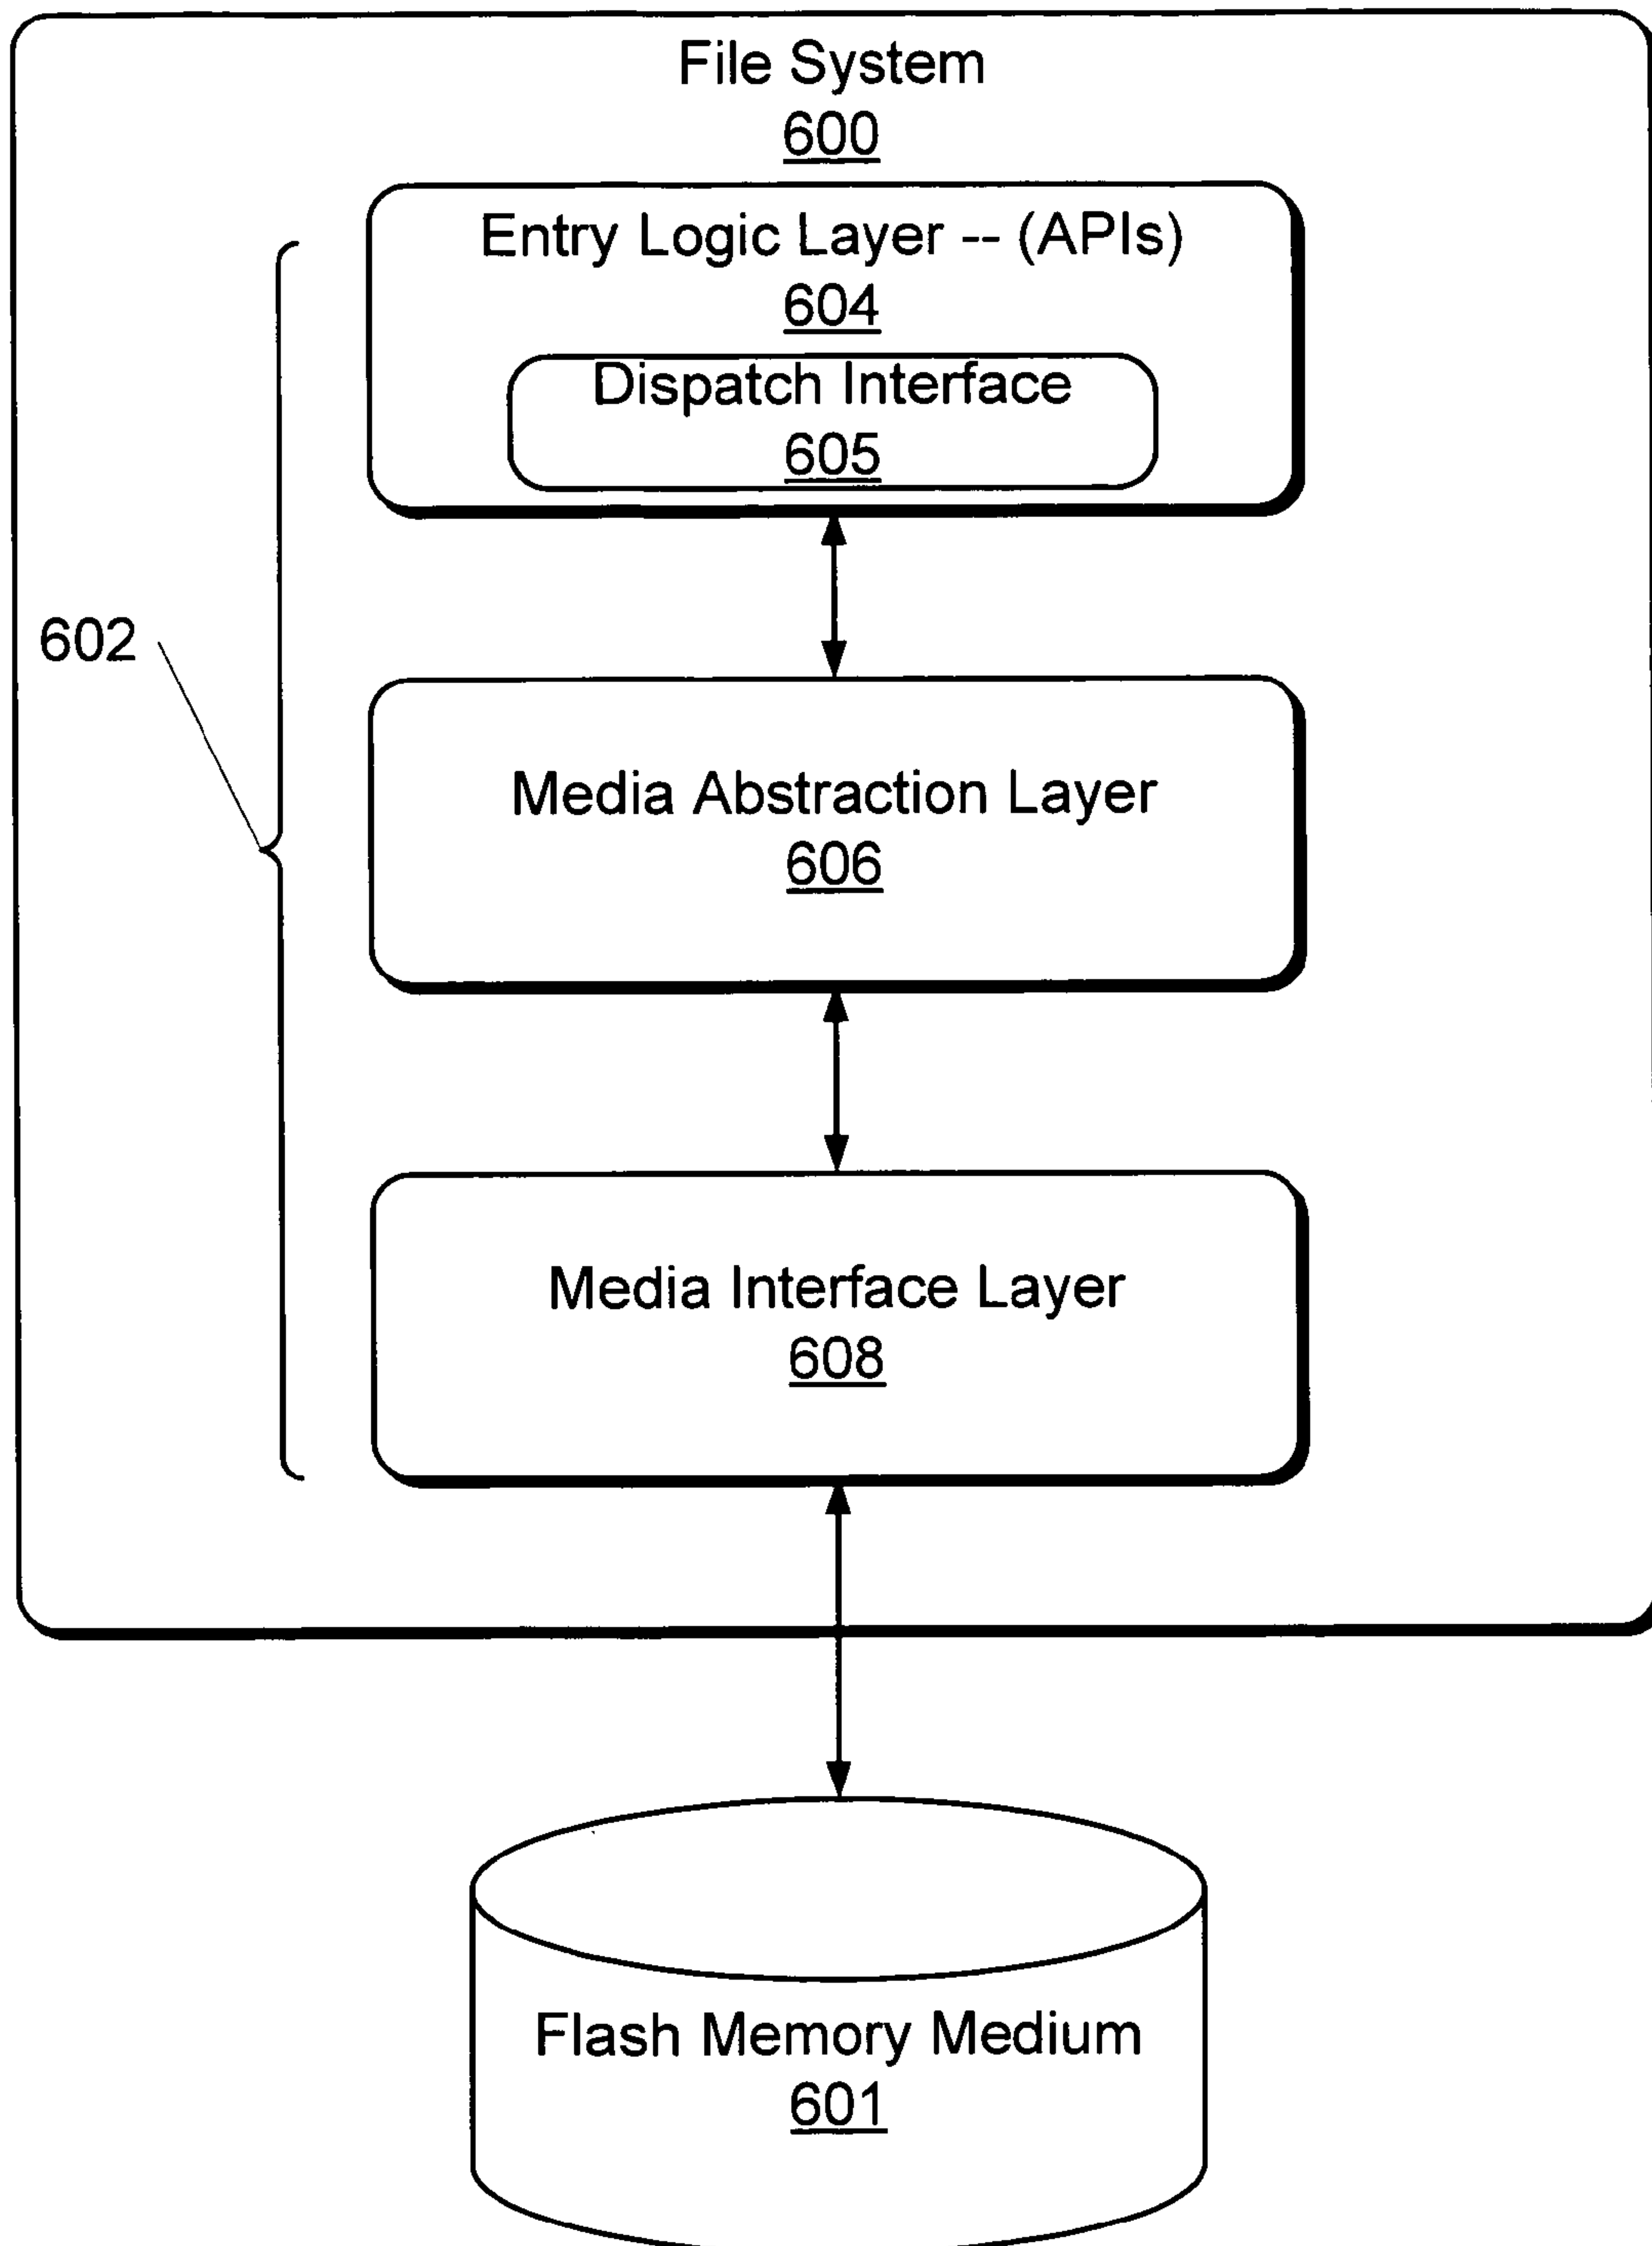 File System
600
Entry Logic Layer -- (APIs)
604
Dispatch Interface
605
602
Media Abstraction Layer
606
Media Interface Layer
608
Flash Memory Medium
601